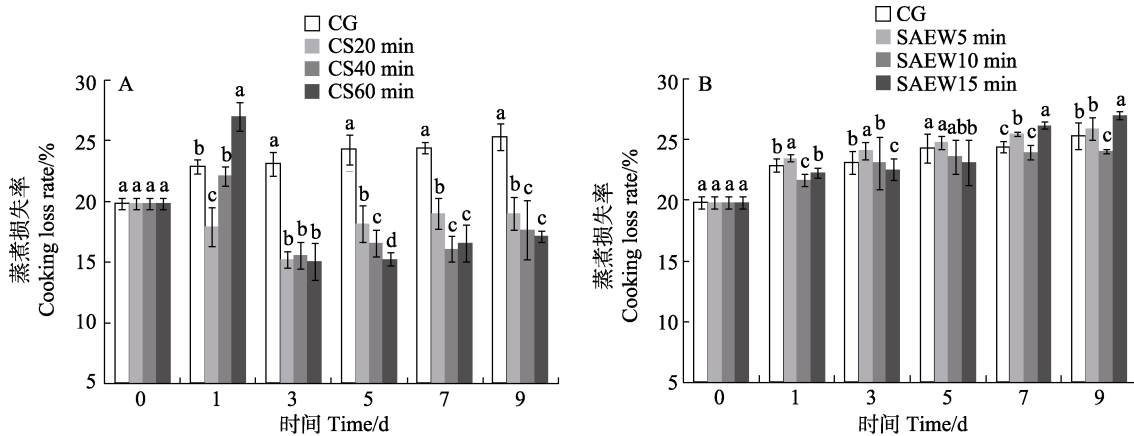 CG
CS20 min
CS40 min
CS60 min
A
30
25
20
15
10
5
蒸煮损失率
Cooking loss rate/%
a a a a
b c b a
a b b b
a b c d
a b c c
a b c c
0 1 3 5 7 9
时间 Time/d
CG
SAEW5 min
SAEW10 min
SAEW15 min
B
30
25
20
15
10
5
蒸煮损失率
Cooking loss rate/%
a a a a
b a c b
b a b c
a a ab b
c b c a
b b c a
0 1 3 5 7 9
时间 Time/d